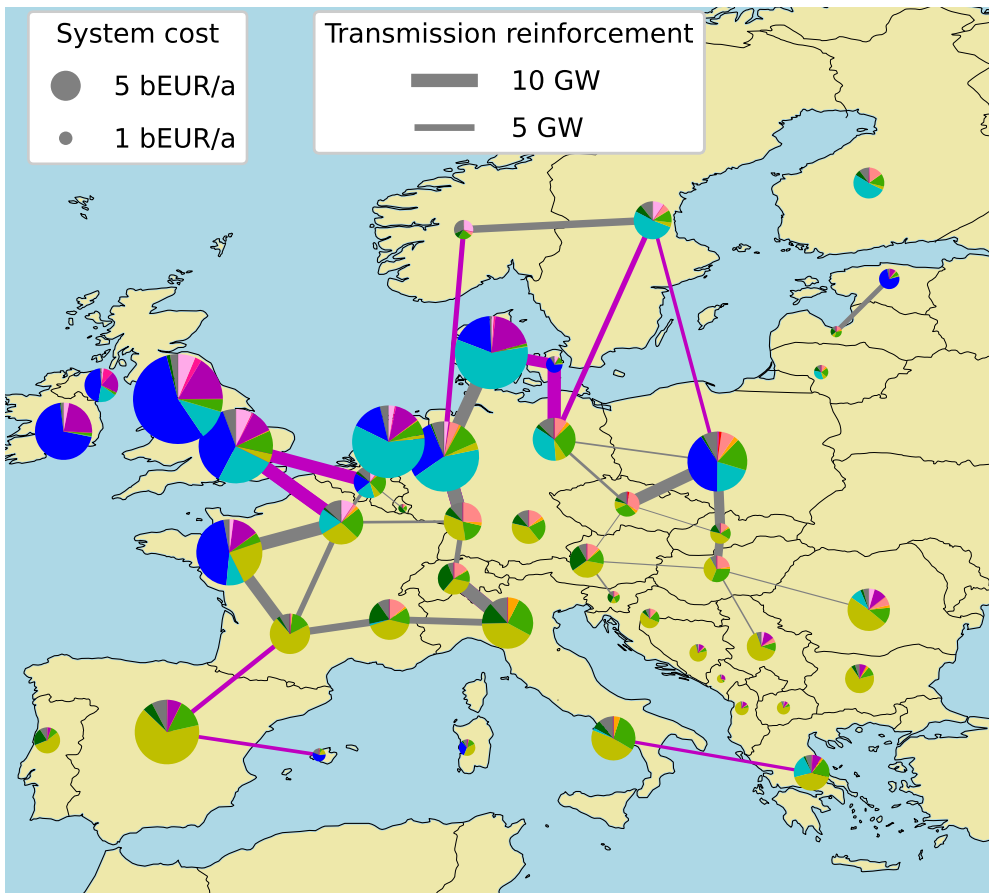 System cost
5 bEUR/a
1 bEUR/a
Transmission reinforcement
10 GW
5 GW